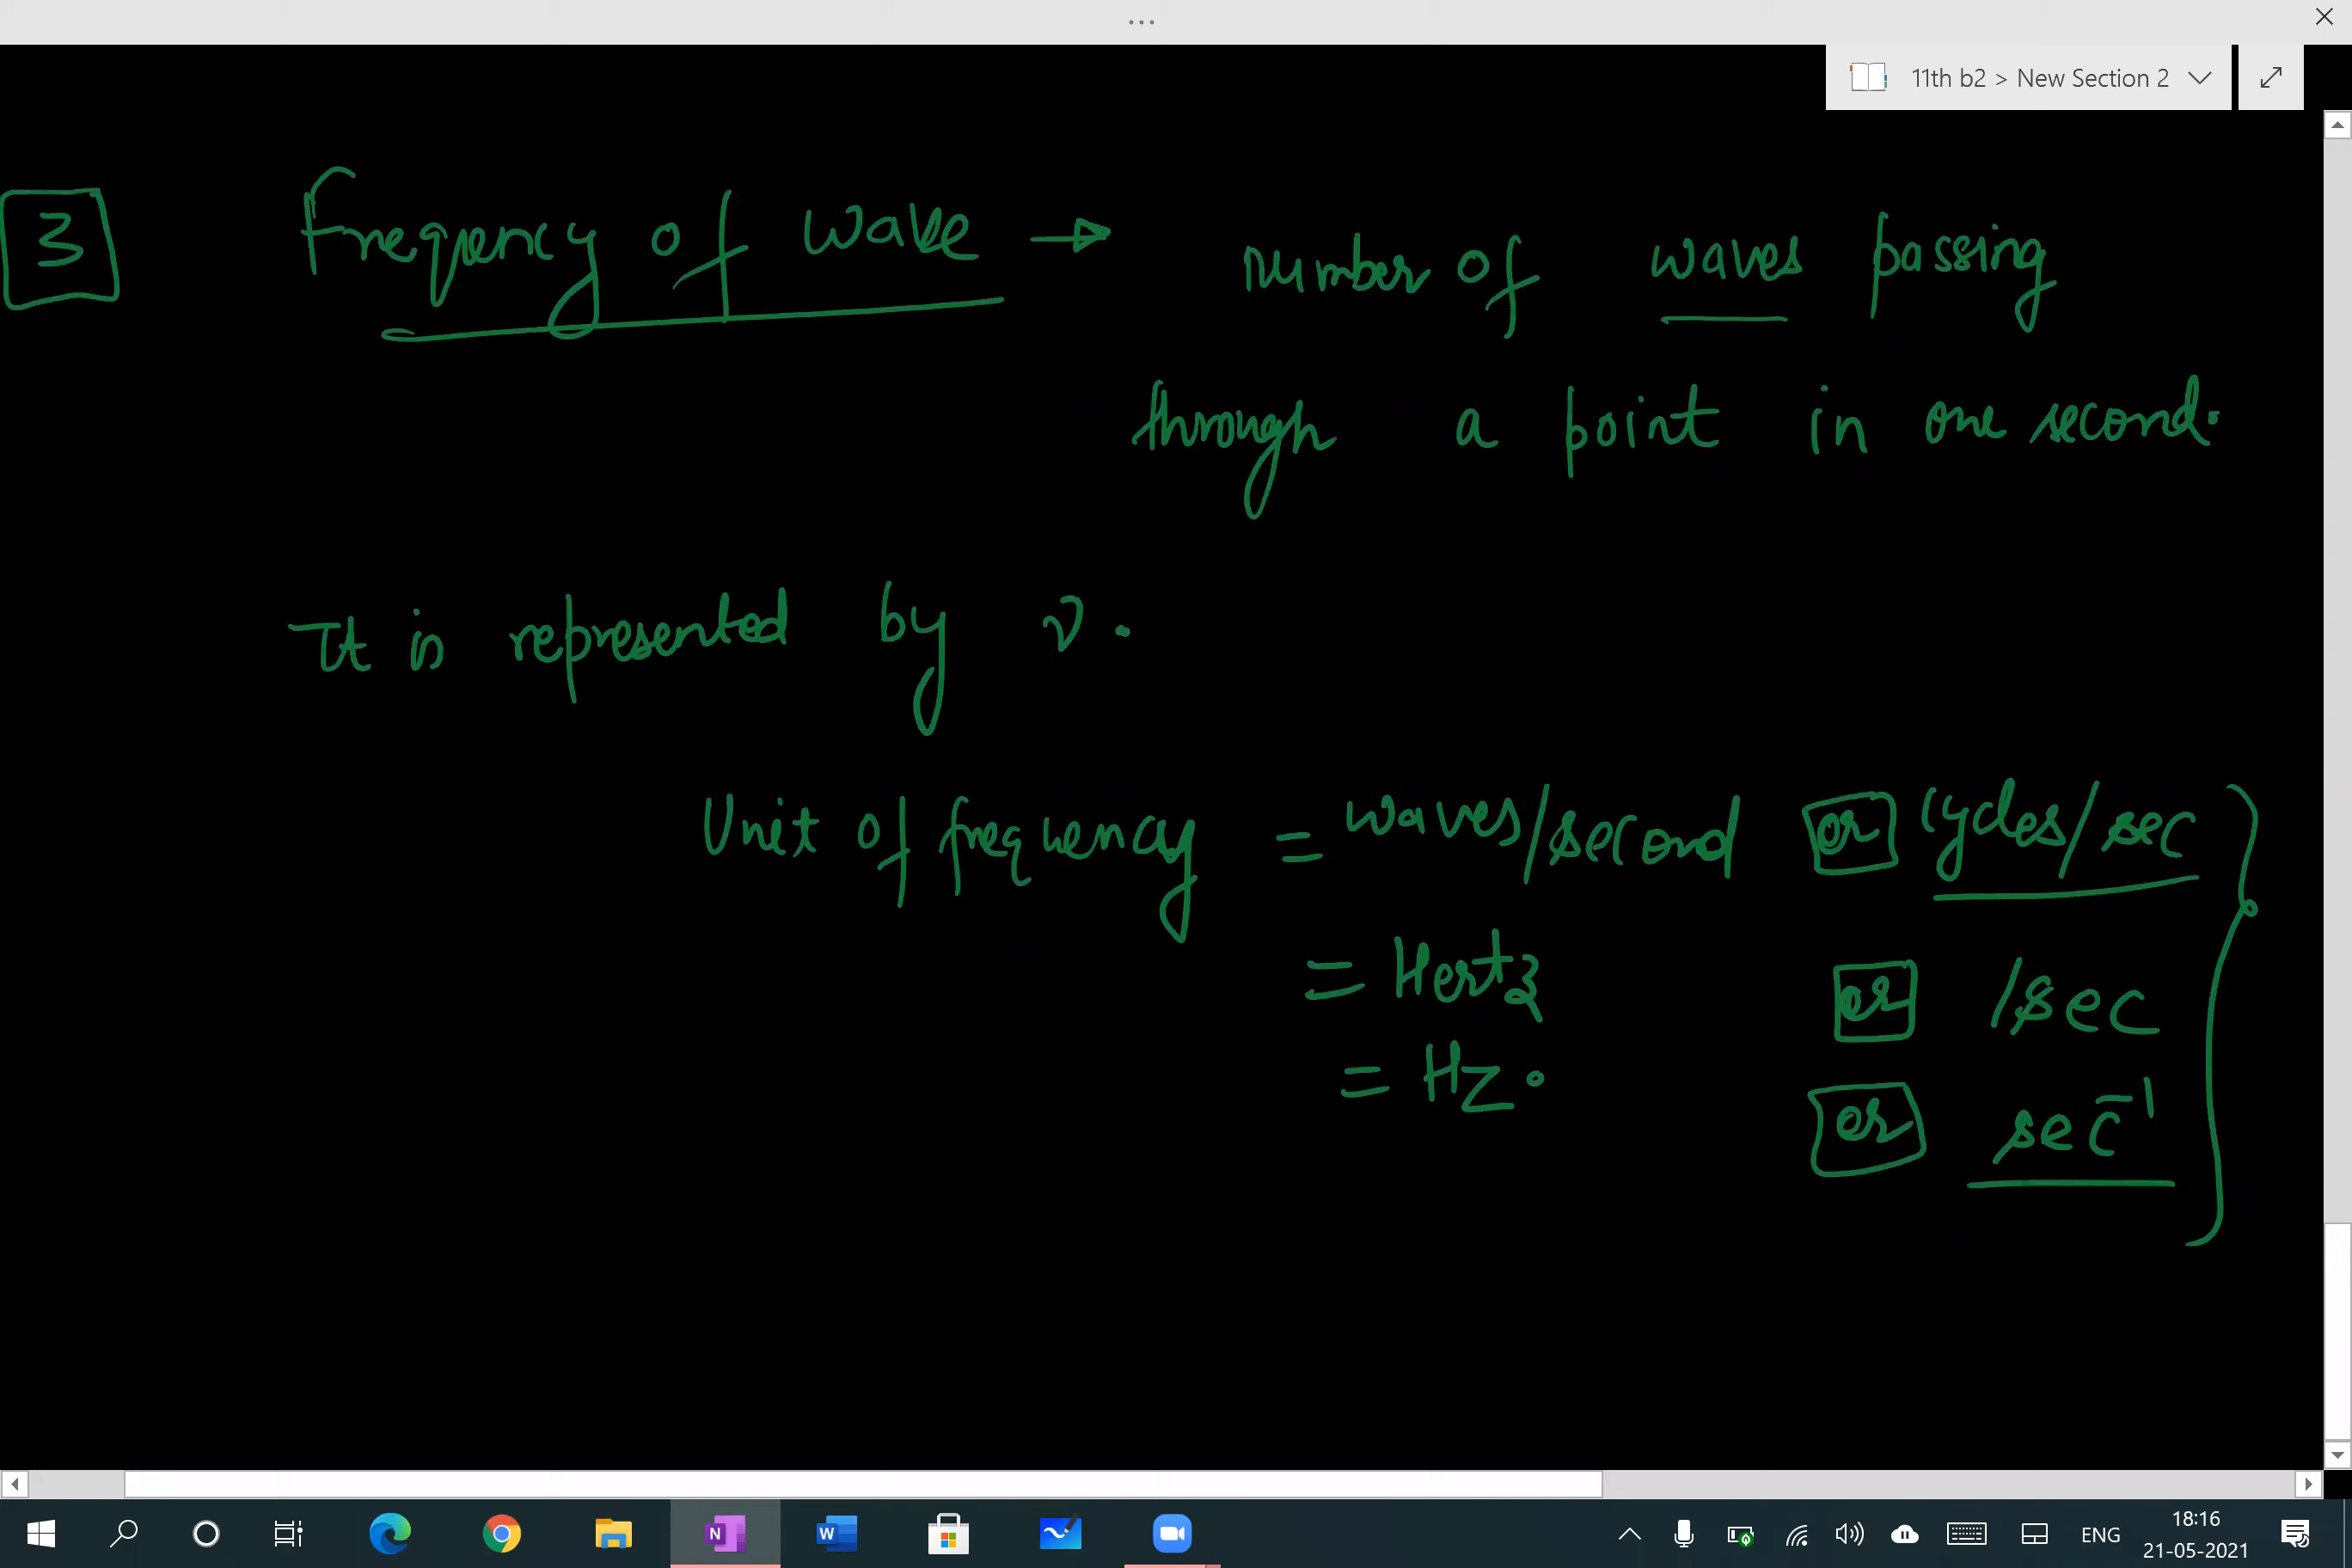 11th b2 > New Section 2
3 Frequency of wave → number of waves passing
through a point in one second.
It is represented by ν.
Unit of frequency = waves/second or cycles/sec
= Hertz or /sec
= Hz. or sec⁻¹
ENG
18:16
21-05-2021